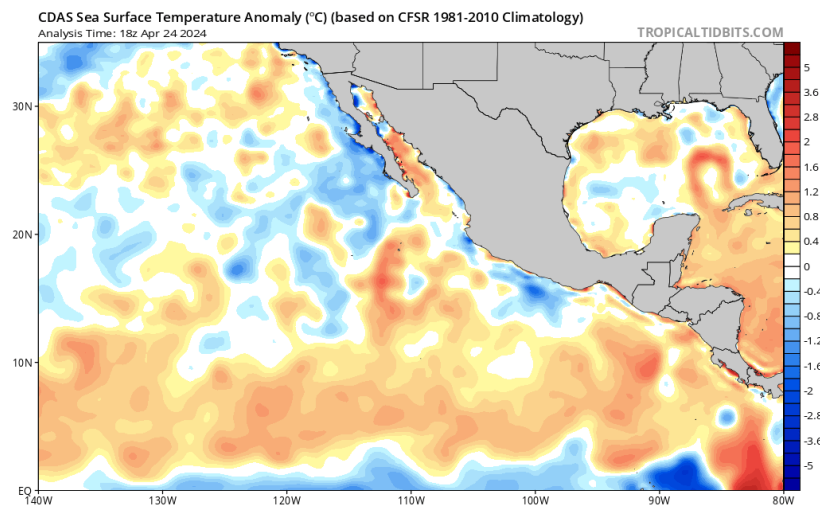 CDAS Sea Surface Temperature Anomaly (°C) (based on CFSR 1981-2010 Climatology)
Analysis Time: 18z Apr 24 2024
TROPICALTIDBITS.COM
30N
20N
10N
EQ
140W
130W
120W
110W
100W
90W
80W
5
3.6
2.8
2
1.6
1.2
0.8
0.4
0
-0.4
-0.8
-1.2
-1.6
-2
-2.8
-3.6
-5